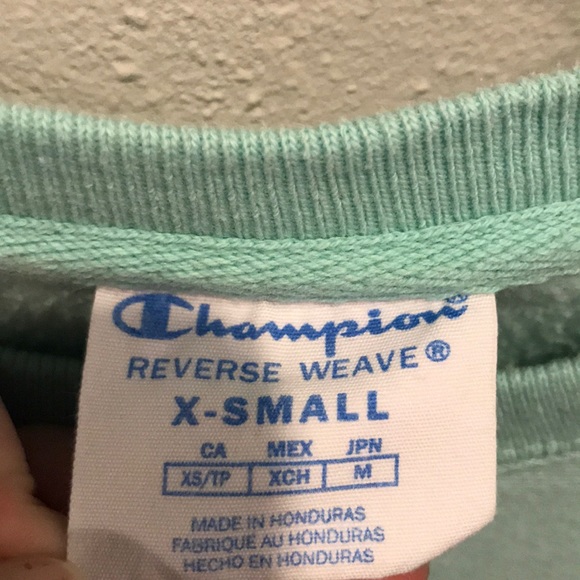 Champion®
REVERSE WEAVE®
X-SMALL
CA MEX JPN
XS/TP XCH M
MADE IN HONDURAS
FABRIQUE AU HONDURAS
HECHO EN HONDURAS